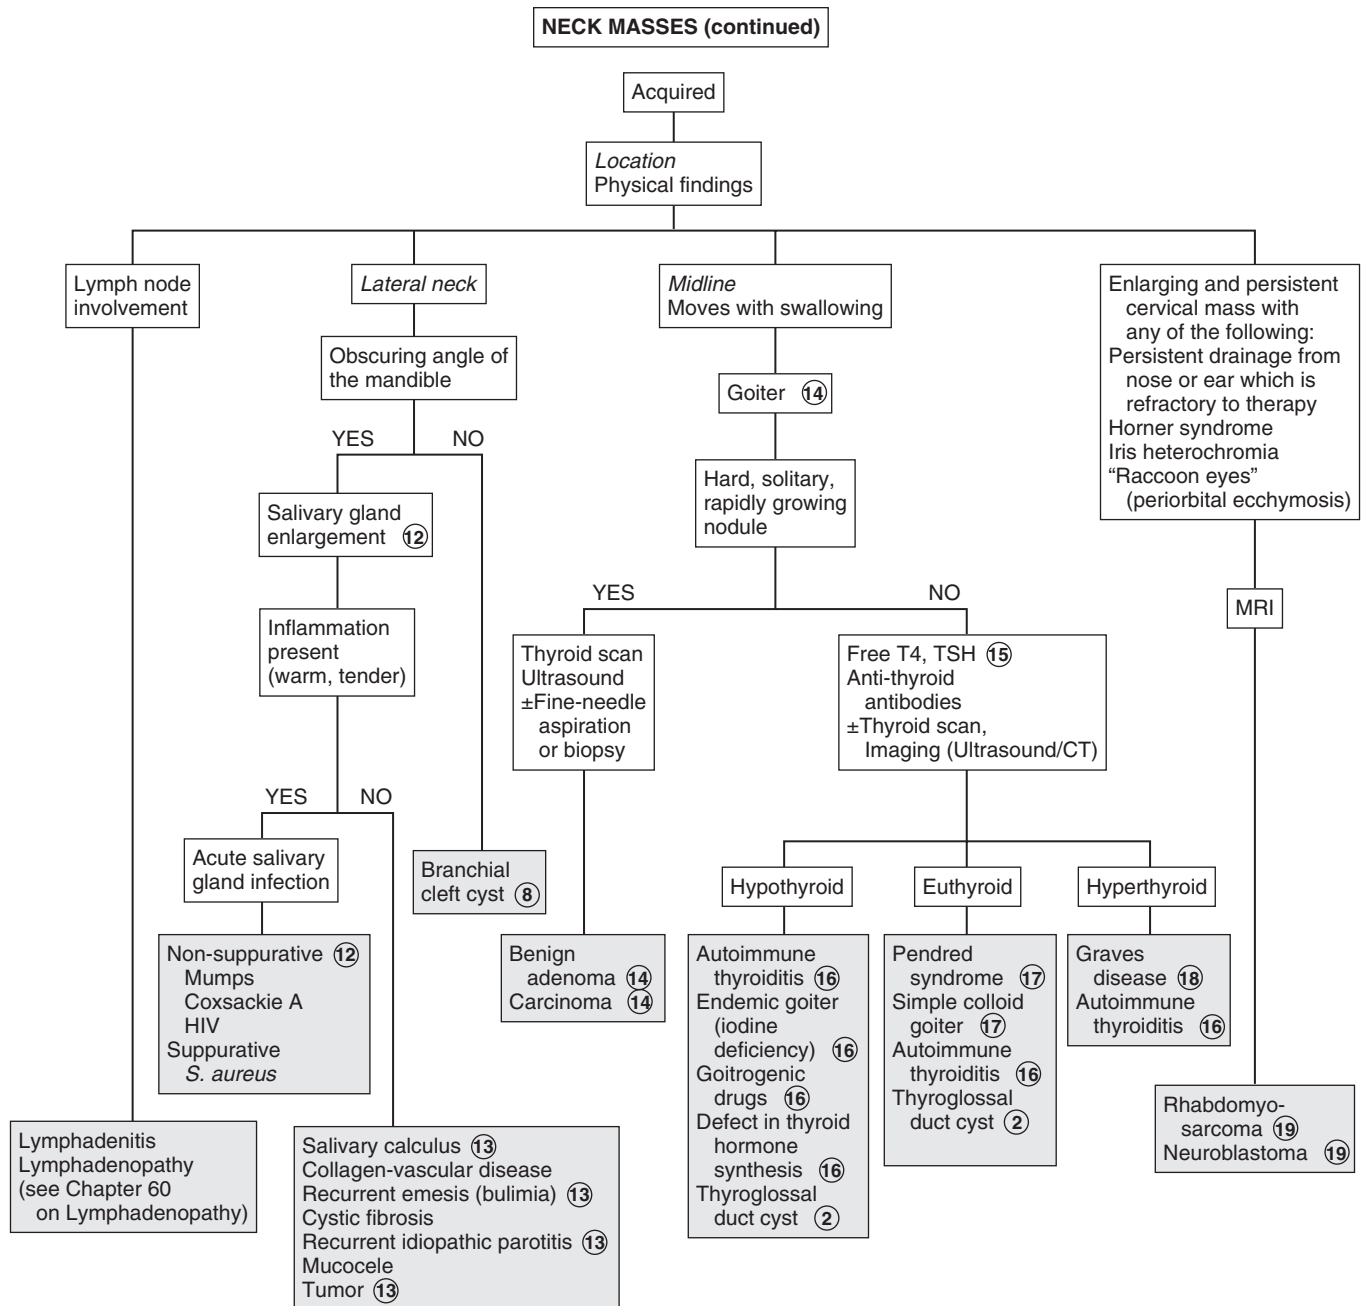 NECK MASSES (continued)
Acquired
Location
Physical findings
Lymph node
involvement
Lateral neck
Midline
Moves with swallowing
Enlarging and persistent
cervical mass with
any of the following:
Persistent drainage from
nose or ear which is
refractory to therapy
Horner syndrome
Iris heterochromia
“Raccoon eyes”
(periorbital ecchymosis)
Obscuring angle of
the mandible
Goiter 14
YES NO
Hard, solitary,
rapidly growing
nodule
Salivary gland
enlargement 12
YES NO
MRI
Inflammation
present
(warm, tender)
Thyroid scan
Ultrasound
±Fine-needle
aspiration
or biopsy
Free T4, TSH 15
Anti-thyroid
antibodies
±Thyroid scan,
Imaging (Ultrasound/CT)
YES NO
Acute salivary
gland infection
Branchial
cleft cyst 8
Hypothyroid
Euthyroid
Hyperthyroid
Non-suppurative 12
Mumps
Coxsackie A
HIV
Suppurative
S. aureus
Benign
adenoma 14
Carcinoma 14
Autoimmune
thyroiditis 16
Endemic goiter
(iodine
deficiency) 16
Goitrogenic
drugs 16
Defect in thyroid
hormone
synthesis 16
Thyroglossal
duct cyst 2
Pendred
syndrome 17
Simple colloid
goiter 17
Autoimmune
thyroiditis 16
Thyroglossal
duct cyst 2
Graves
disease 18
Autoimmune
thyroiditis 16
Lymphadenitis
Lymphadenopathy
(see Chapter 60
on Lymphadenopathy)
Salivary calculus 13
Collagen-vascular disease
Recurrent emesis (bulimia) 13
Cystic fibrosis
Recurrent idiopathic parotitis 13
Mucocele
Tumor 13
Rhabdomyo-
sarcoma 19
Neuroblastoma 19